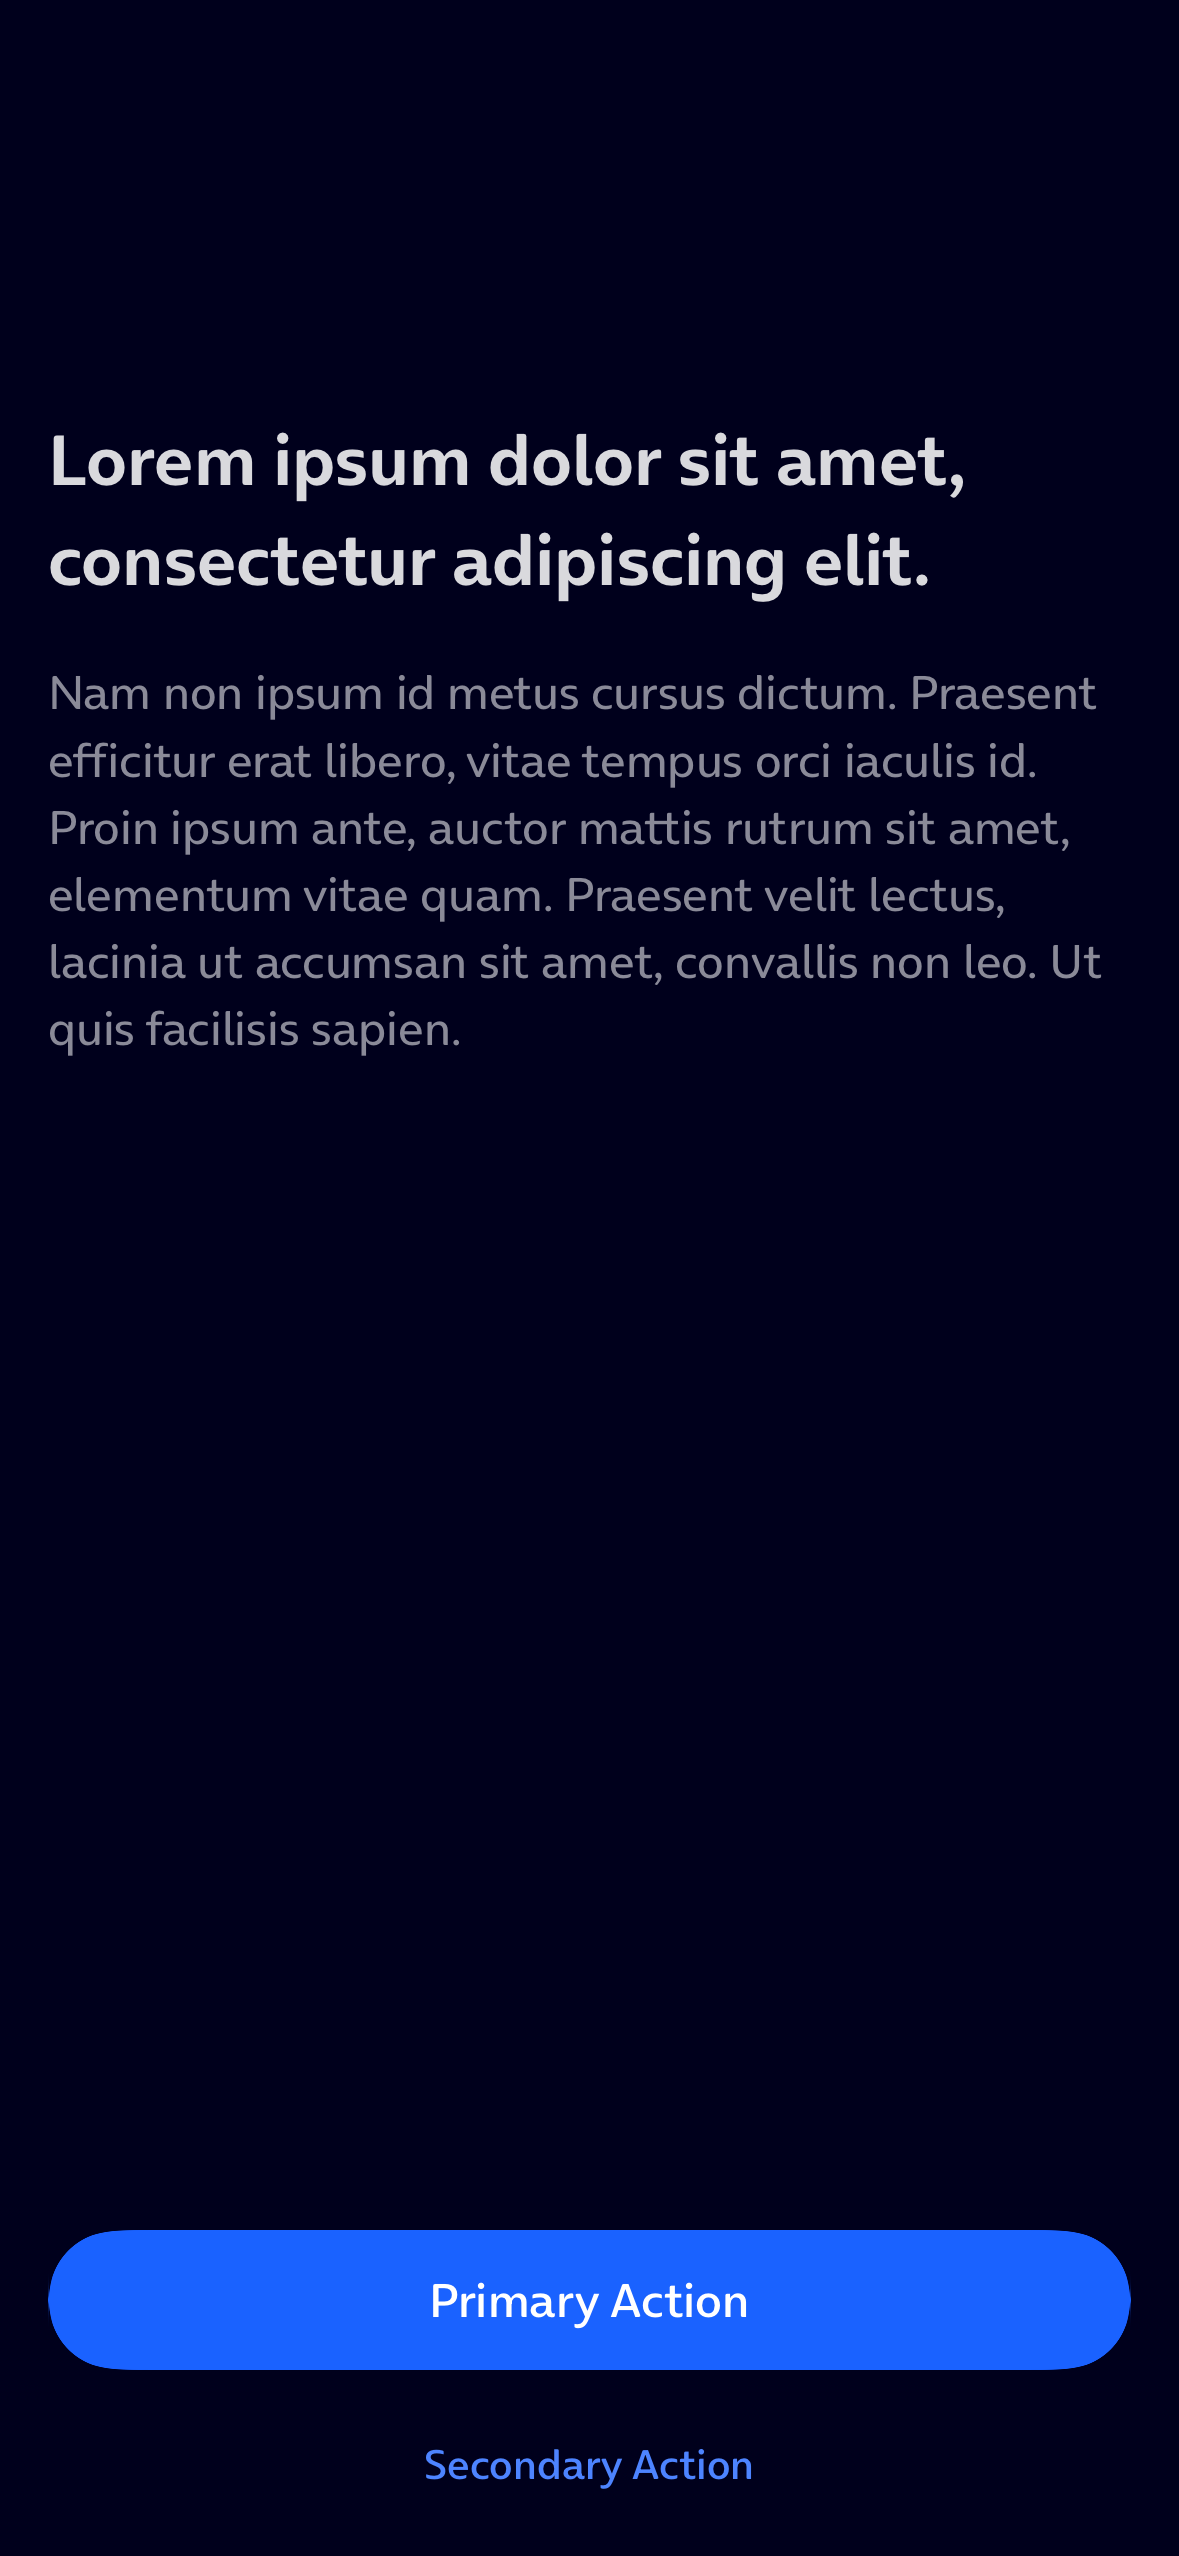 Lorem ipsum dolor sit amet,
consectetur adipiscing elit.
Nam non ipsum id metus cursus dictum. Praesent
efficitur erat libero, vitae tempus orci iaculis id.
Proin ipsum ante, auctor mattis rutrum sit amet,
elementum vitae quam. Praesent velit lectus,
lacinia ut accumsan sit amet, convallis non leo. Ut
quis facilisis sapien.
Primary Action
Secondary Action